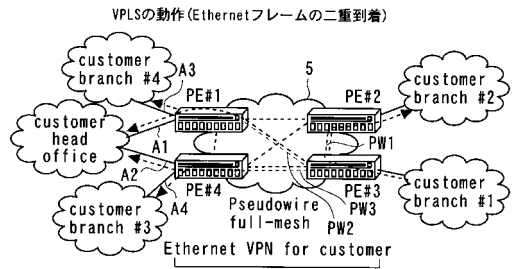 VPLSの動作(Ethernetフレームの二重到着)
customer
branch #4
A3
5
PE#1
PE#2
customer
branch #2
customer
head
office
A1
PW1
A2
PE#4
PE#3
A4
Pseudowire
full-mesh
PW3
PW2
customer
branch #3
customer
branch #1
Ethernet VPN for customer